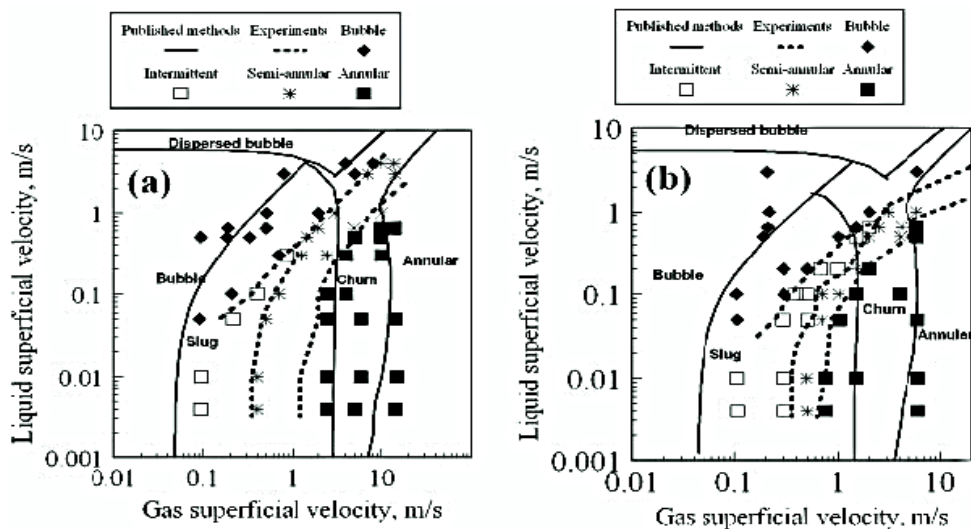 Published methods Experiments Bubble
Intermittent Semi-annular Annular
10
1
0.1
0.01
0.001
Liquid superficial velocity, m/s
(a)
Dispersed bubble
Bubble
Slug
Churn
Annular
0.01 0.1 1 10
Gas superficial velocity, m/s
Published methods Experiments Bubble
Intermittent Semi-annular Annular
10
1
0.1
0.01
0.001
Liquid superficial velocity, m/s
(b)
Dispersed bubble
Bubble
Slug
Churn
Annular
0.01 0.1 1 10
Gas superficial velocity, m/s